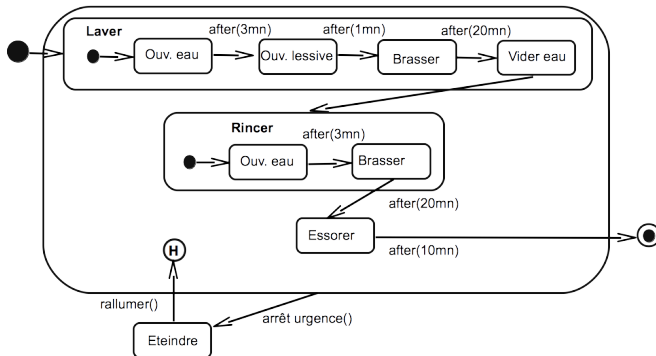 Laver
after(3mn)
after(1mn)
after(20mn)
Ouv. eau
Ouv. lessive
Brasser
Vider eau
Rincer
after(3mn)
Ouv. eau
Brasser
after(20mn)
Essorer
after(10mn)
H
rallumer()
arrêt urgence()
Eteindre